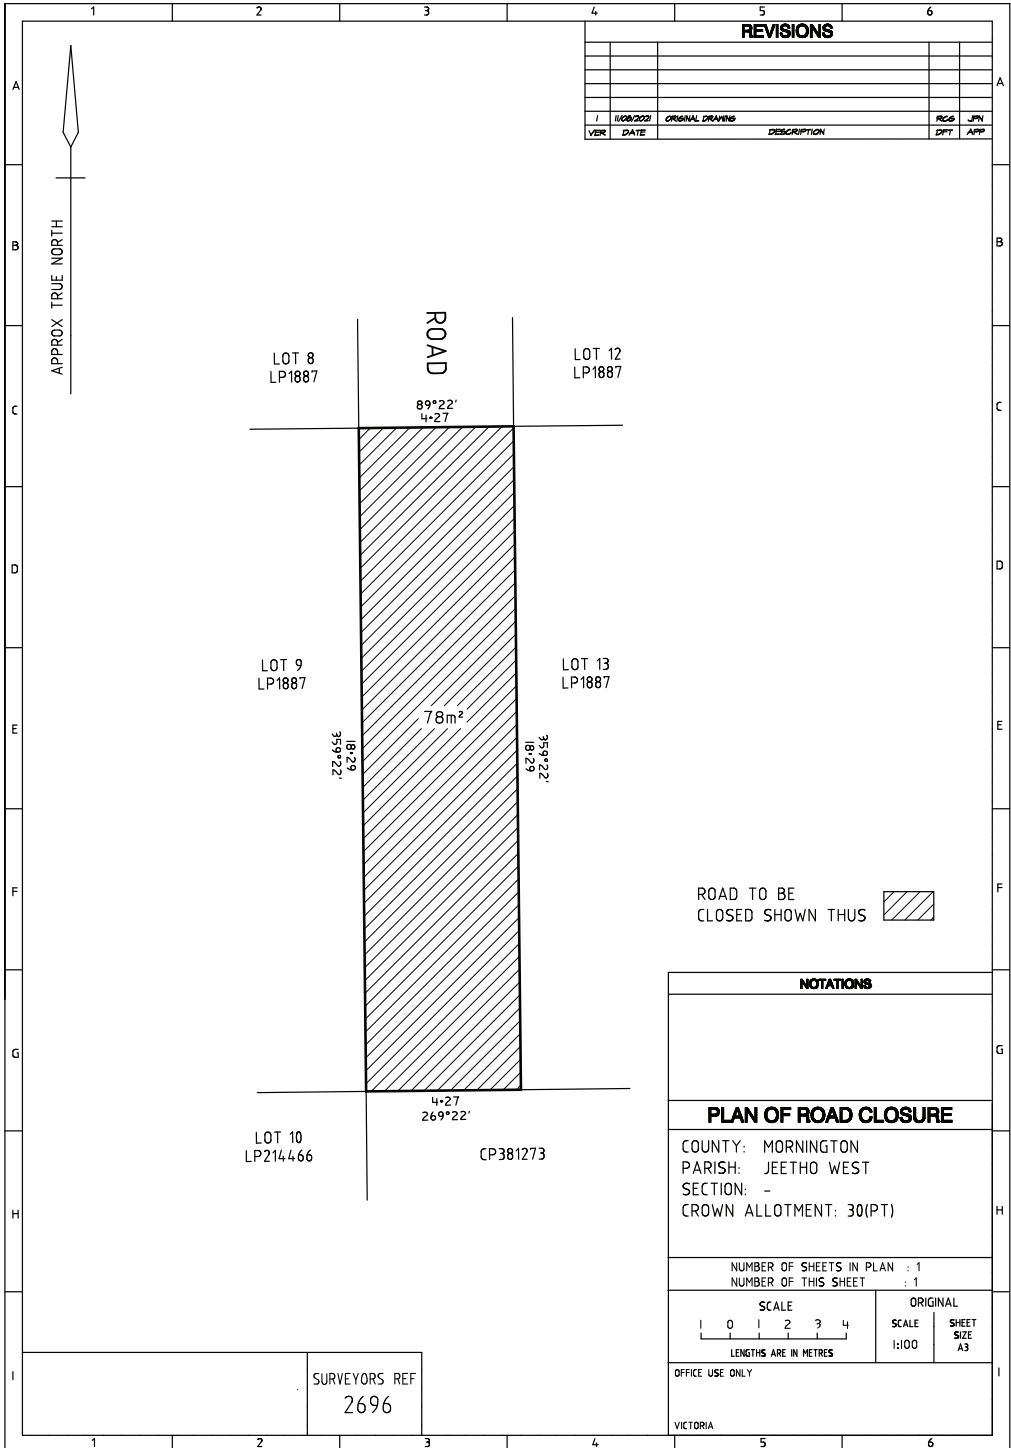 1 2 3 4 5 6
REVISIONS
1 11/08/2021 ORIGINAL DRAWING RCG JPN
VER DATE DESCRIPTION DFT APP
A A
B B
C C
D D
E E
F F
G G
H H
I I
APPROX TRUE NORTH
ROAD
LOT 8
LP1887
LOT 12
LP1887
89°22'
4·27
LOT 9
LP1887
LOT 13
LP1887
78m²
18·29
359°22'
359°22'
18·29
ROAD TO BE
CLOSED SHOWN THUS
4·27
269°22'
LOT 10
LP214466
CP381273
NOTATIONS
PLAN OF ROAD CLOSURE
COUNTY: MORNINGTON
PARISH: JEETHO WEST
SECTION: -
CROWN ALLOTMENT: 30(PT)
NUMBER OF SHEETS IN PLAN : 1
NUMBER OF THIS SHEET : 1
SCALE
1 0 1 2 3 4
LENGTHS ARE IN METRES
ORIGINAL
SCALE
1:100
SHEET
SIZE
A3
OFFICE USE ONLY
VICTORIA
SURVEYORS REF
2696
1 2 3 4 5 6